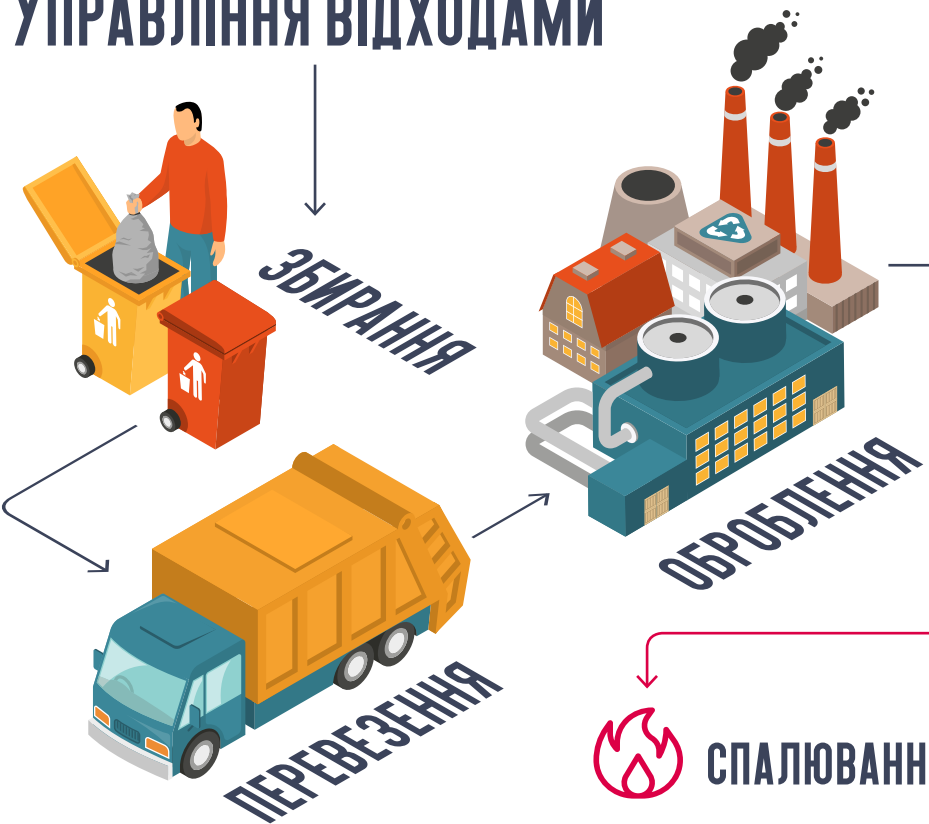 УПРАВЛІННЯ ВІДХОДАМИ
ЗБИРАННЯ
ОБРОБЛЕННЯ
ПЕРЕВЕЗЕННЯ
СПАЛЮВАНН